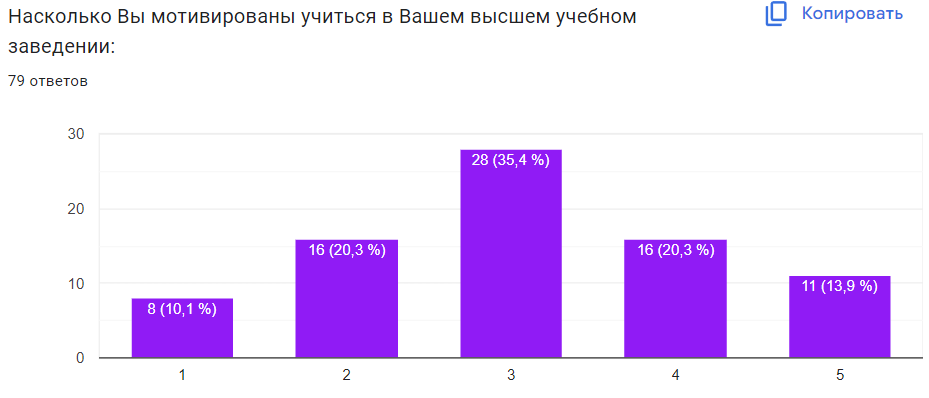 Насколько Вы мотивированы учиться в Вашем высшем учебном
заведении:
Копировать
79 ответов
30
20
10
0
8 (10,1 %)
16 (20,3 %)
28 (35,4 %)
16 (20,3 %)
11 (13,9 %)
1 2 3 4 5